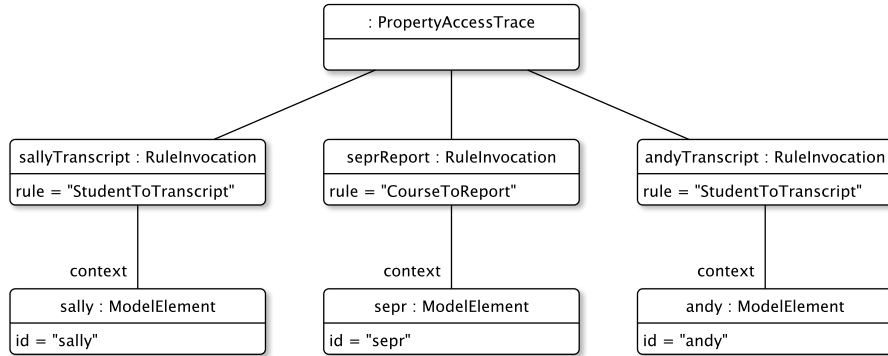 : PropertyAccessTrace
sallyTranscript : RuleInvocation
rule = "StudentToTranscript"
seprReport : RuleInvocation
rule = "CourseToReport"
andyTranscript : RuleInvocation
rule = "StudentToTranscript"
context
context
context
sally : ModelElement
id = "sally"
sepr : ModelElement
id = "sepr"
andy : ModelElement
id = "andy"